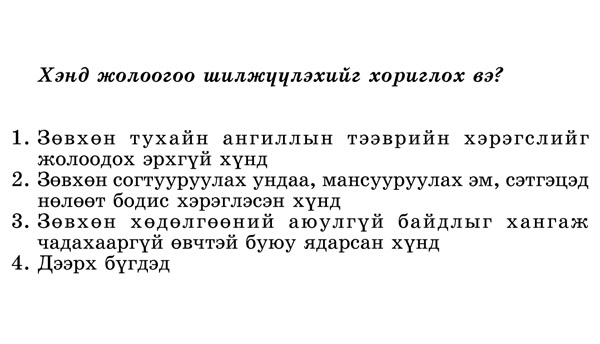 Хэнд жолоогоо шилжүүлэхийг хориглох вэ?
1. Зөвхөн тухайн ангиллын тээврийн хэрэгслийг
жолоодох эрхгүй хүнд
2. Зөвхөн согтууруулах ундаа, мансууруулах эм, сэтгэцэд
нөлөөт бодис хэрэглэсэн хүнд
3. Зөвхөн хөдөлгөөний аюулгүй байдлыг хангаж
чадахааргүй өвчтэй буюу ядарсан хүнд
4. Дээрх бүгдэд